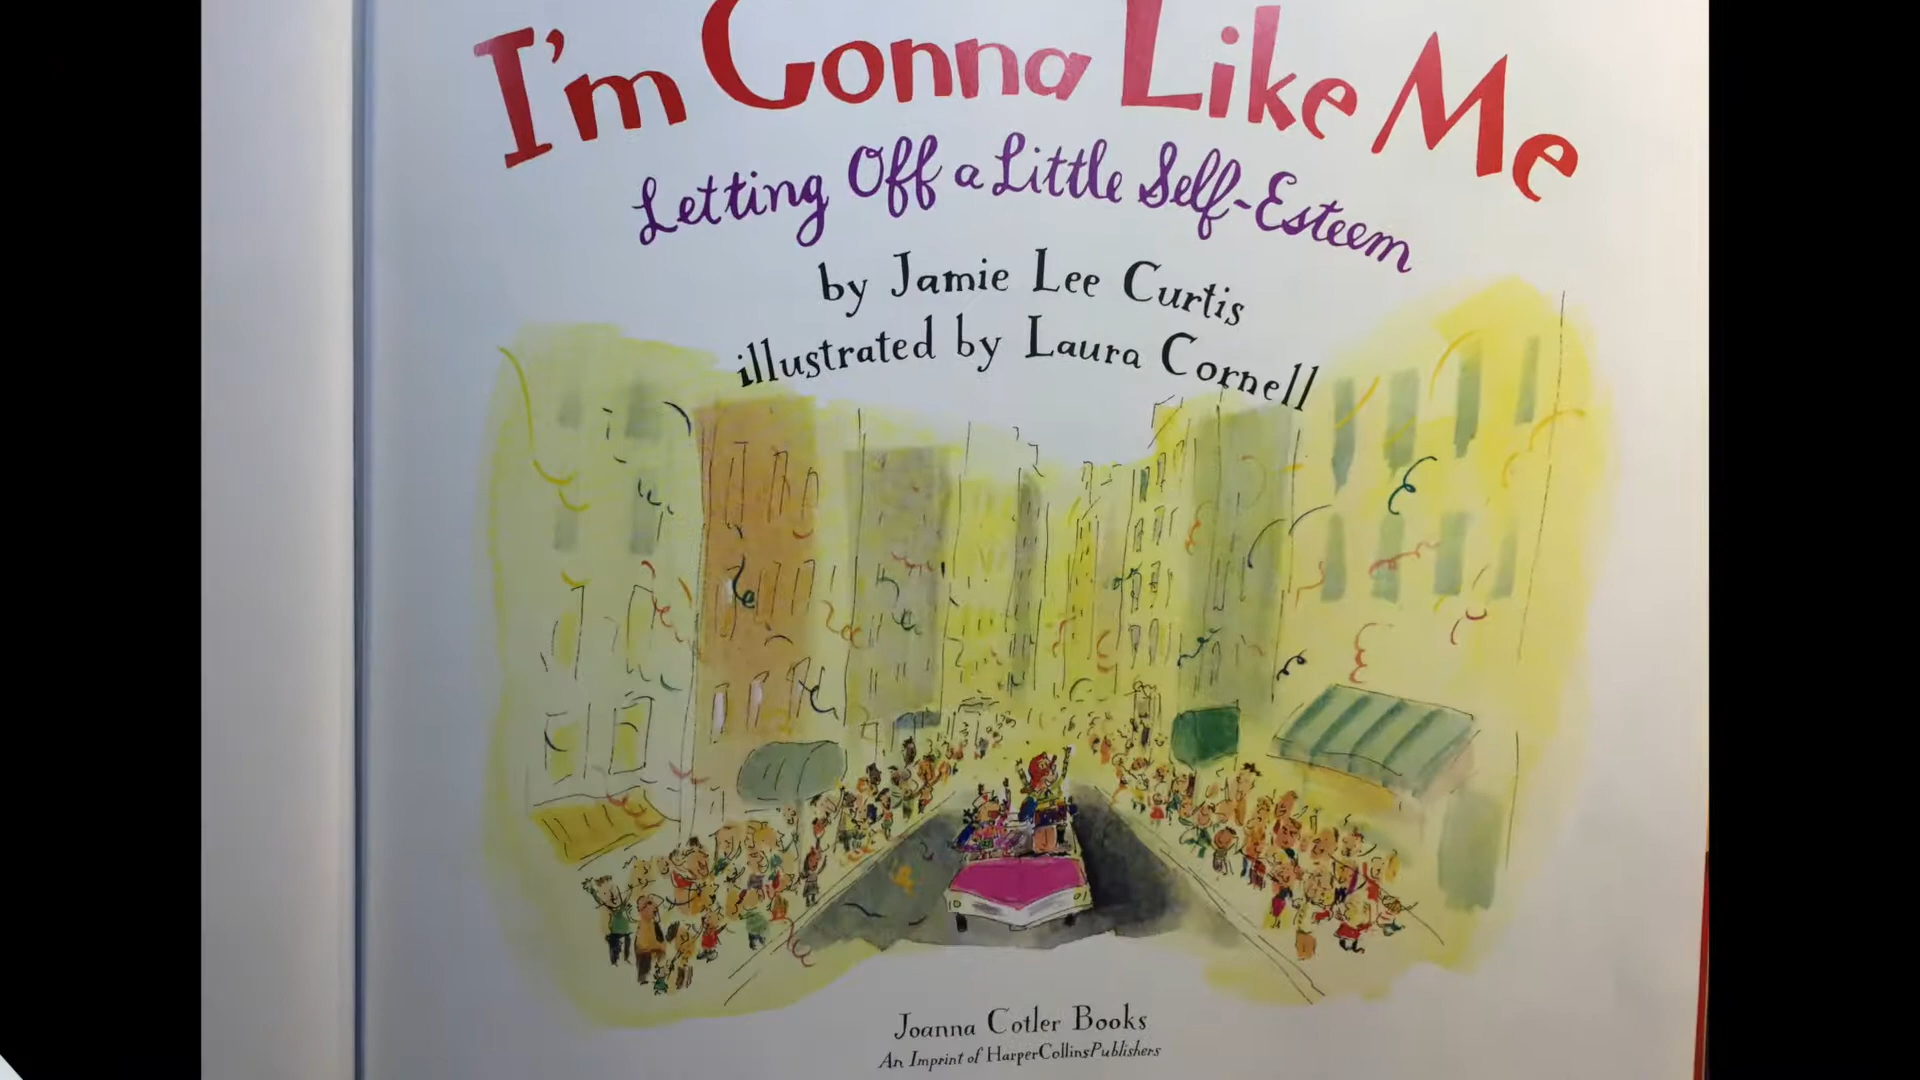 I'm Gonna Like Me
Letting Off a Little Self-Esteem
by Jamie Lee Curtis
illustrated by Laura Cornell
Joanna Cotler Books
An Imprint of HarperCollinsPublishers